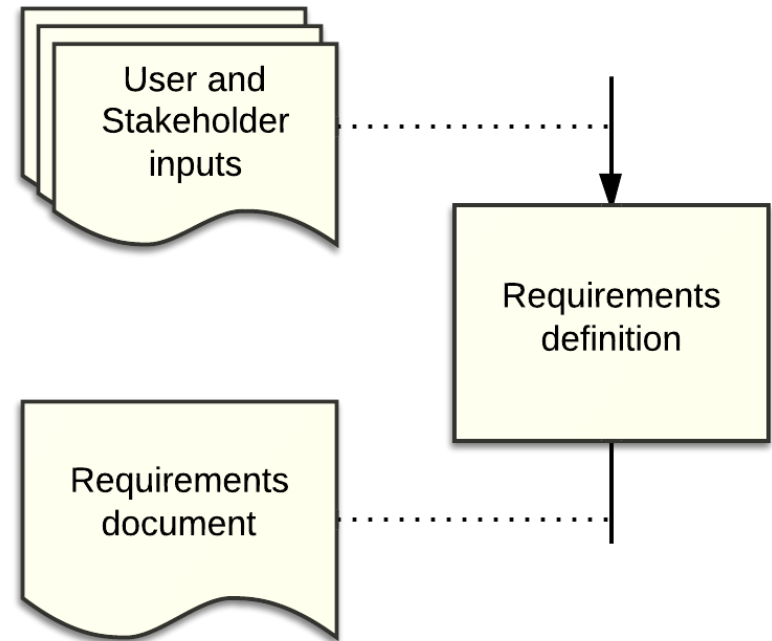 User and
Stakeholder
inputs
Requirements
definition
Requirements
document